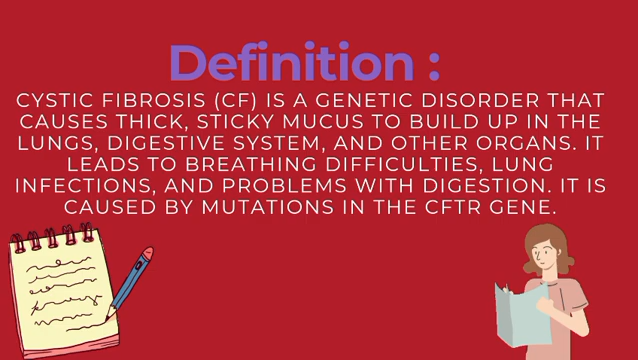 Definition :
CYSTIC FIBROSIS (CF) IS A GENETIC DISORDER THAT
CAUSES THICK, STICKY MUCUS TO BUILD UP IN THE
LUNGS, DIGESTIVE SYSTEM, AND OTHER ORGANS. IT
LEADS TO BREATHING DIFFICULTIES, LUNG
INFECTIONS, AND PROBLEMS WITH DIGESTION. IT IS
CAUSED BY MUTATIONS IN THE CFTR GENE.